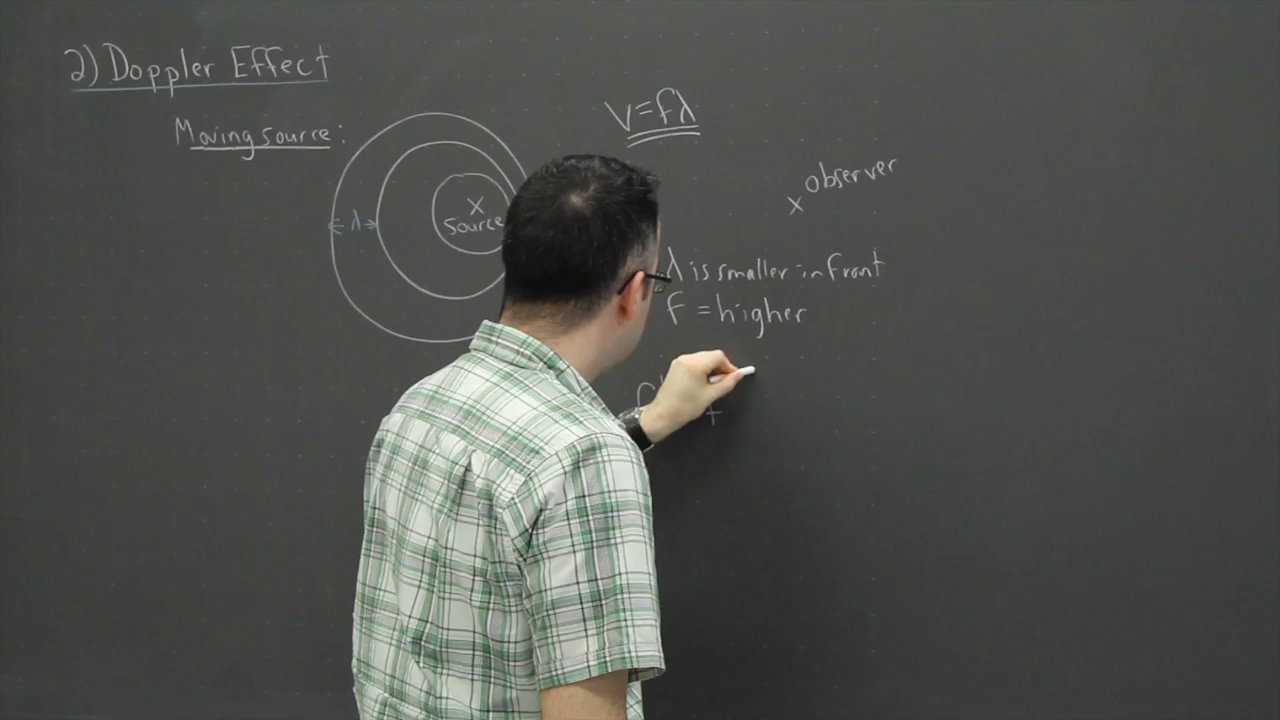 2) Doppler Effect
Moving source:
v=fλ
x observer
x
Source
λ
λ is smaller in front
f = higher